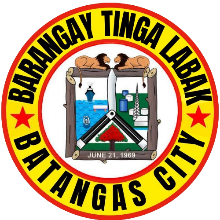 BARANGAY TINGA LABAK
JUNE 21, 1969
BATANGAS CITY